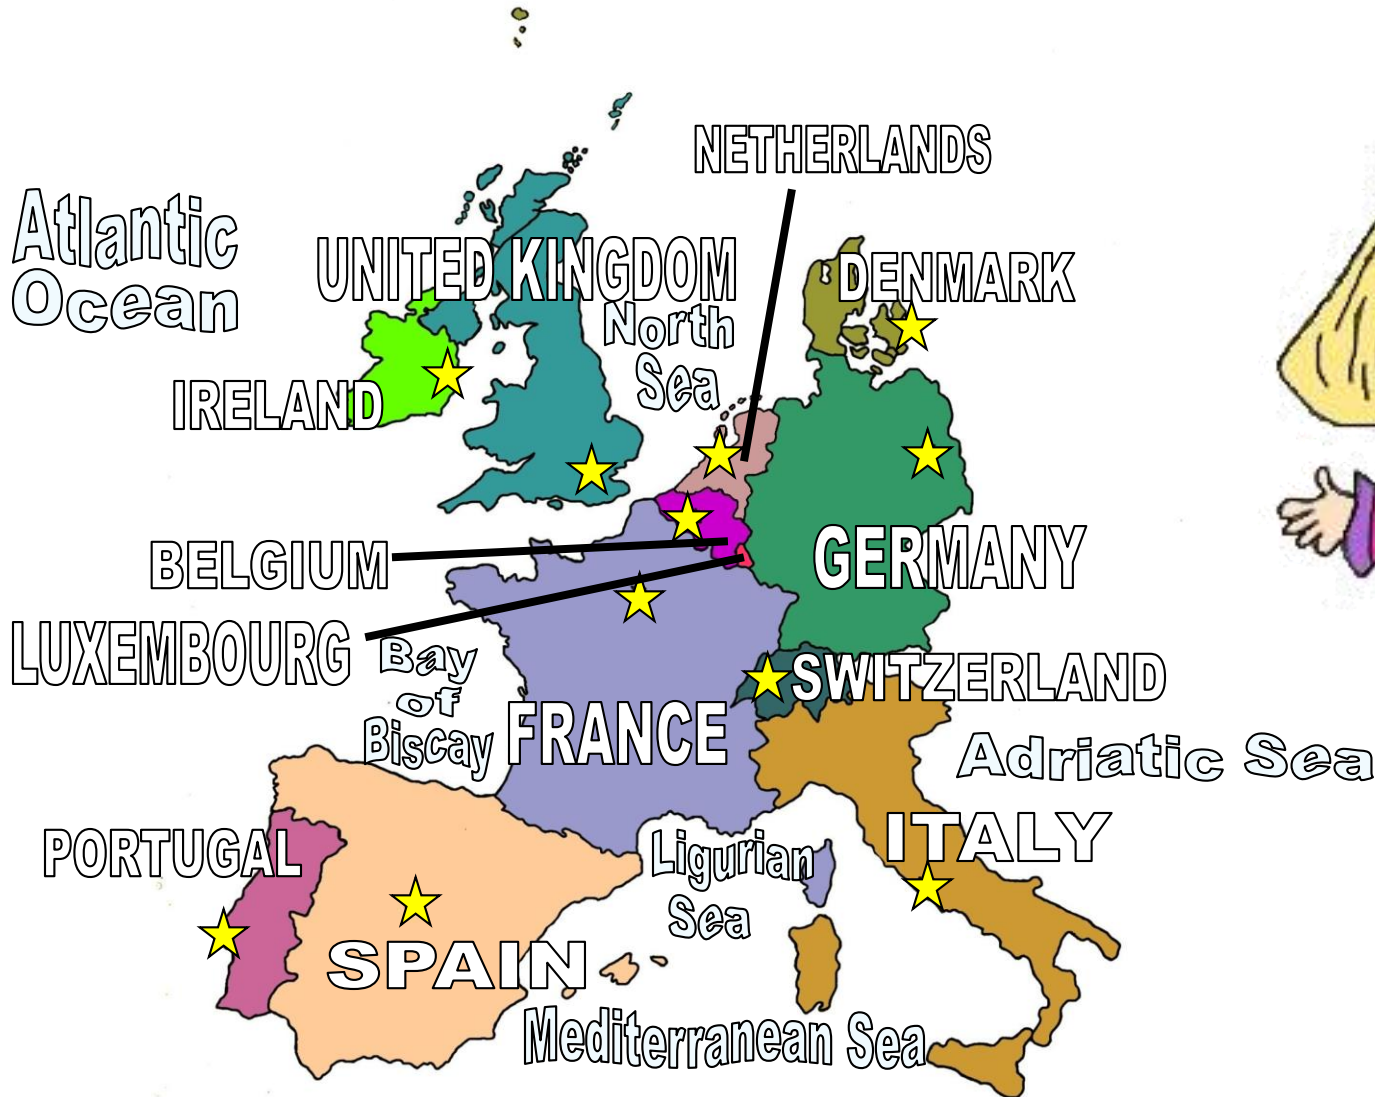 NETHERLANDS
Atlantic
Ocean
UNITED KINGDOM
DENMARK
North
Sea
IRELAND
BELGIUM
GERMANY
LUXEMBOURG
Bay
of
Biscay
SWITZERLAND
FRANCE
Adriatic Sea
PORTUGAL
ITALY
Ligurian
Sea
SPAIN
Mediterranean Sea